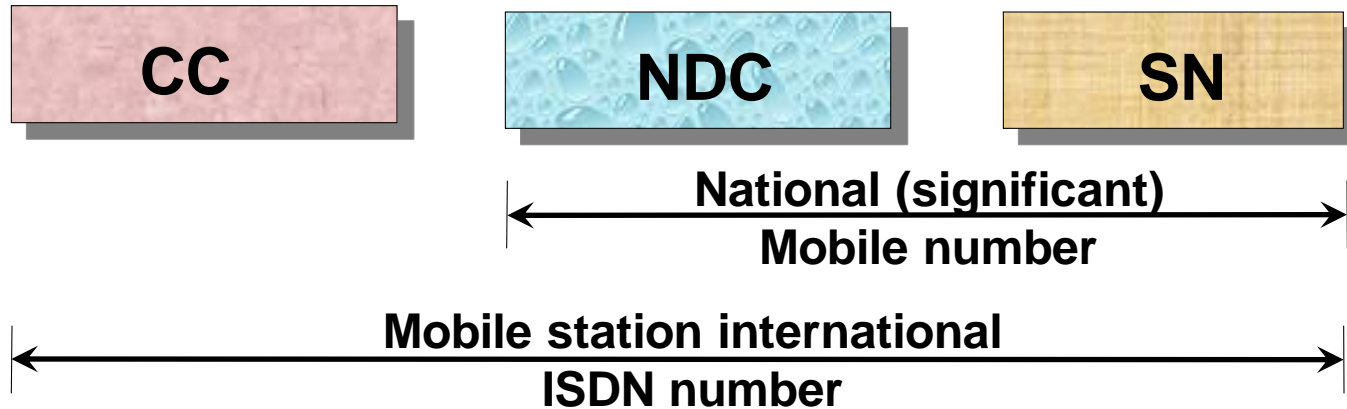 CC NDC SN
National (significant)
Mobile number
Mobile station international
ISDN number